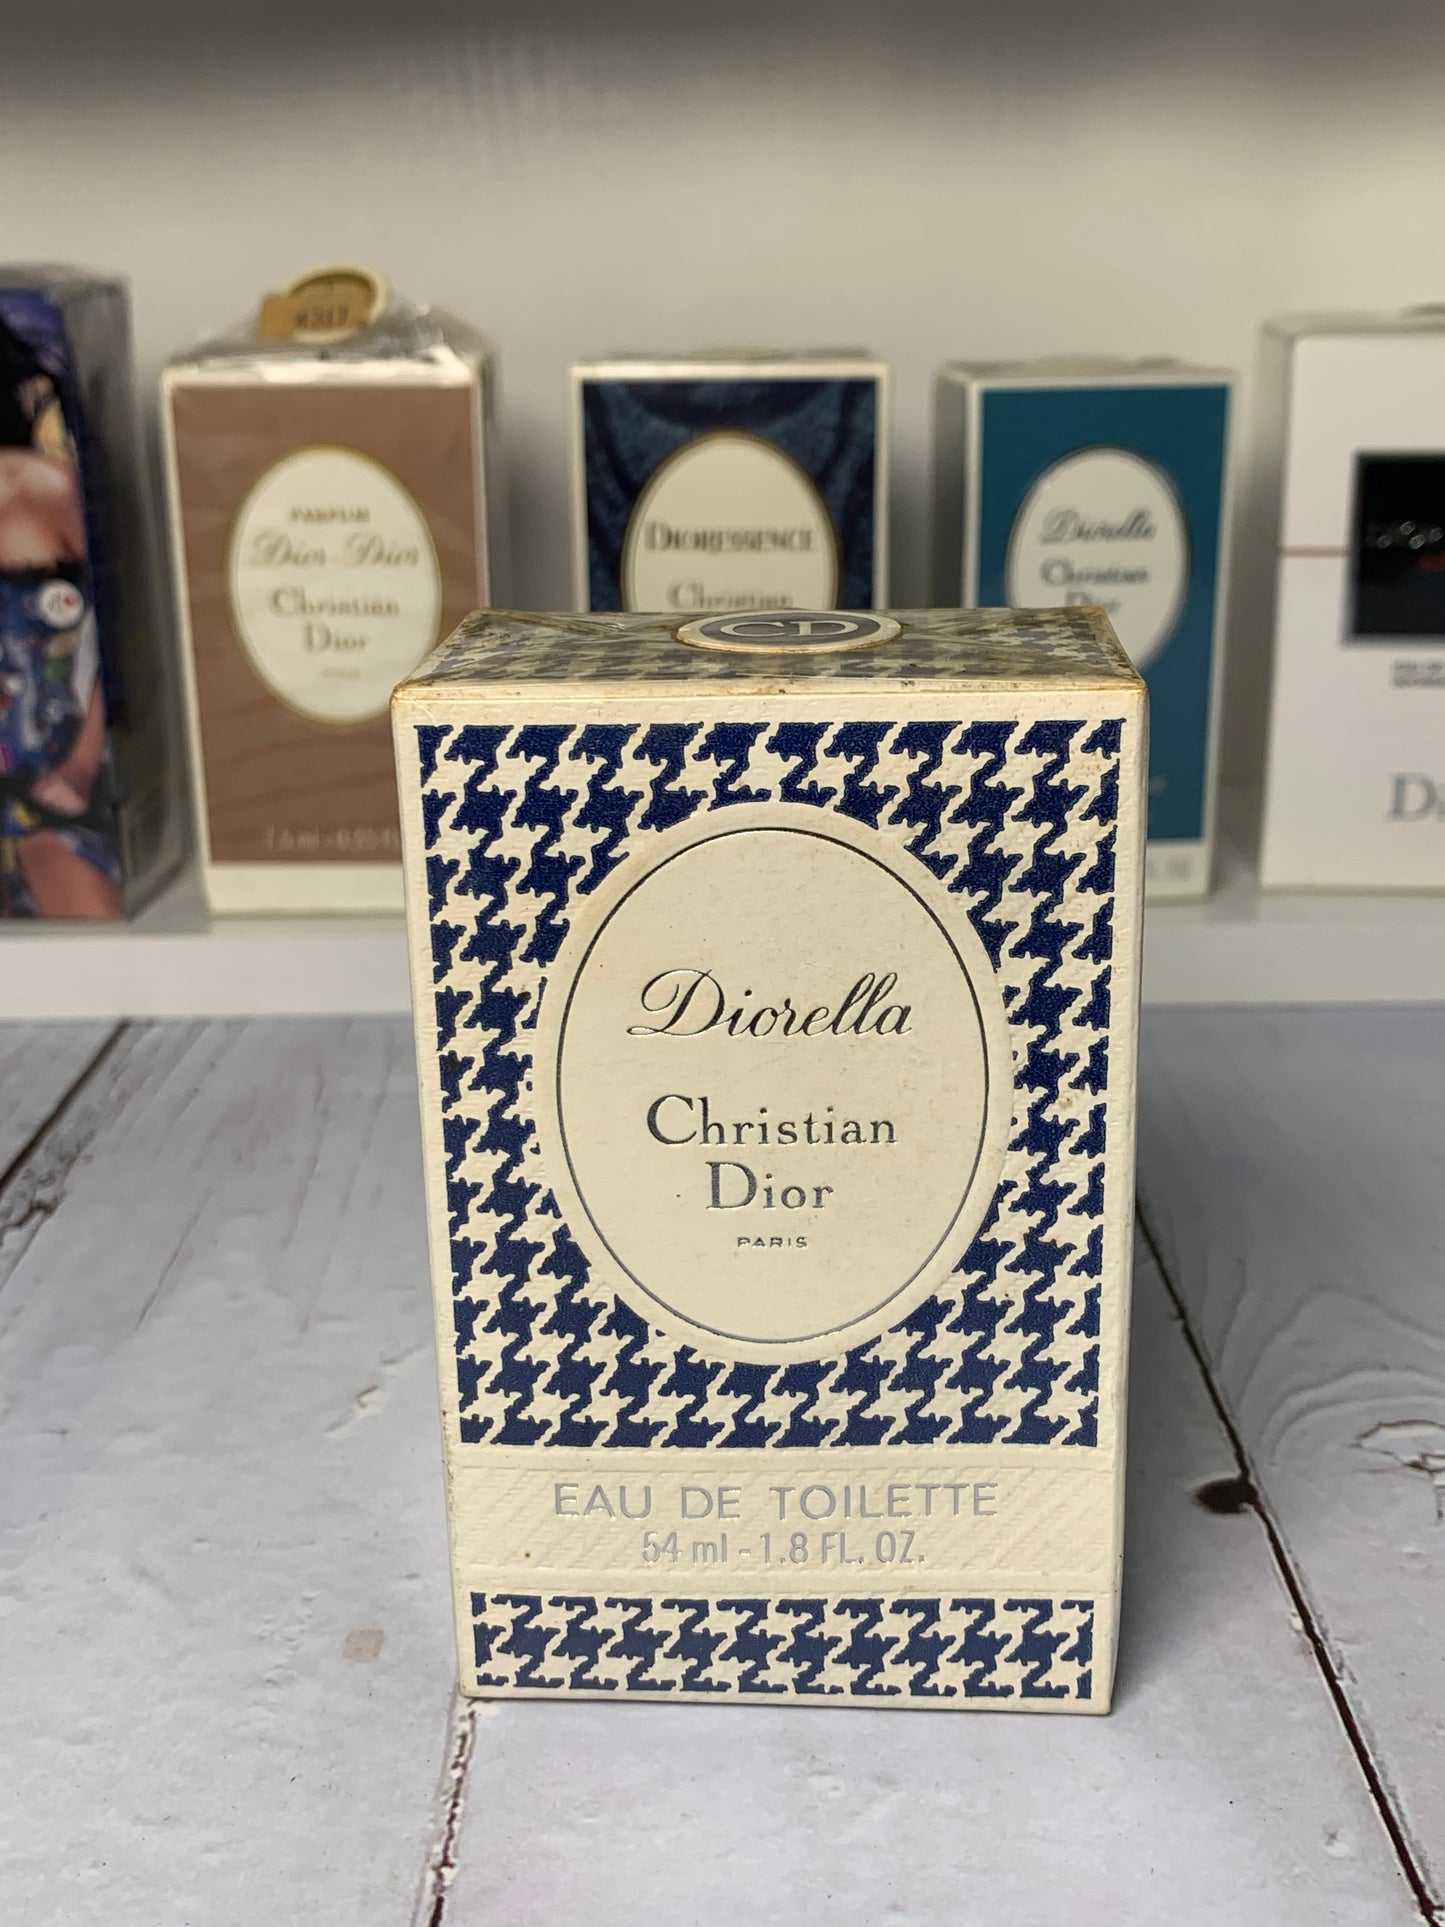 PARFUM
Dior-Dior
Christian
Dior
DIORESSENCE
Christian
Diorella
Christian
Dior
CD
Diorella
Christian
Dior
PARIS
EAU DE TOILETTE
54 ml - 1.8 FL. OZ.